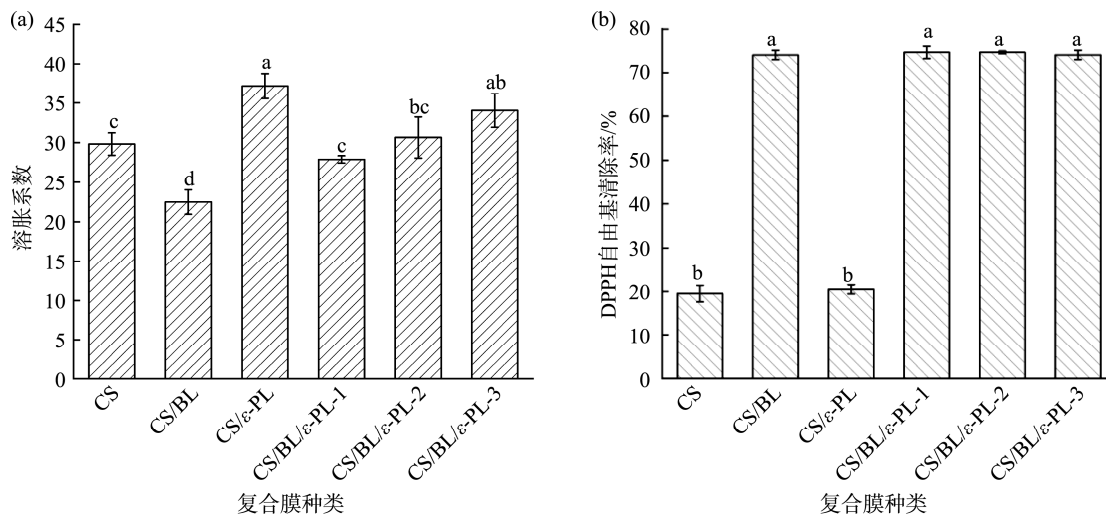 (a)
45
40
35
30
25
20
15
10
5
0
溶胀系数
c
d
a
c
bc
ab
CS
CS/BL
CS/ε-PL
CS/BL/ε-PL-1
CS/BL/ε-PL-2
CS/BL/ε-PL-3
复合膜种类
(b)
80
70
60
50
40
30
20
10
0
DPPH自由基清除率/%
b
a
b
a
a
a
CS
CS/BL
CS/ε-PL
CS/BL/ε-PL-1
CS/BL/ε-PL-2
CS/BL/ε-PL-3
复合膜种类